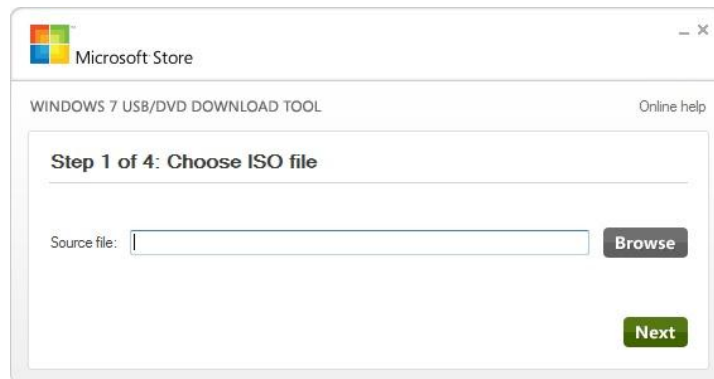 Microsoft Store
WINDOWS 7 USB/DVD DOWNLOAD TOOL Online help
Step 1 of 4: Choose ISO file
Source file: Browse
Next